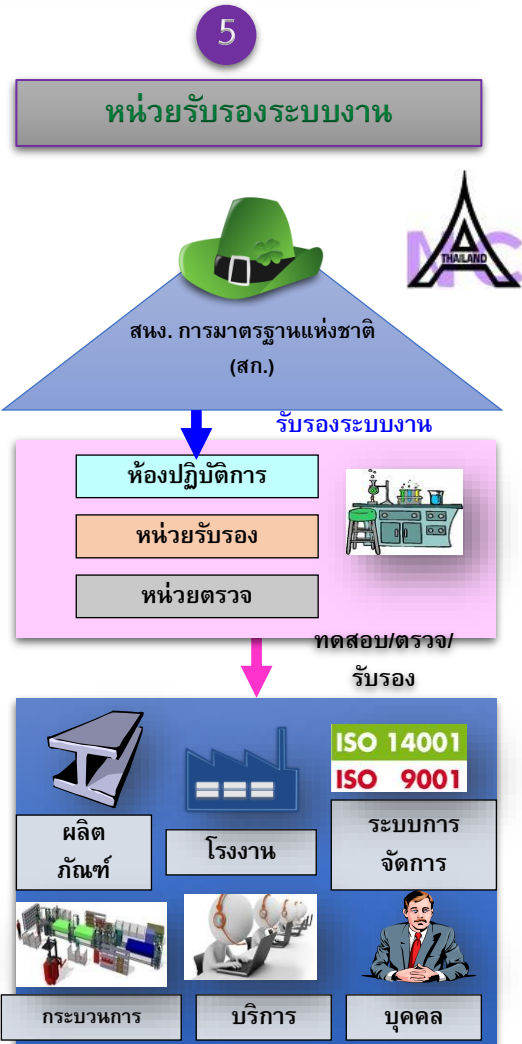 5
หน่วยรับรองระบบงาน
NAC
THAILAND
สนง. การมาตรฐานแห่งชาติ
(สก.)
รับรองระบบงาน
ห้องปฏิบัติการ
หน่วยรับรอง
หน่วยตรวจ
ทดสอบ/ตรวจ/
รับรอง
ISO 14001
ISO 9001
ผลิต
ภัณฑ์
โรงงาน
ระบบการ
จัดการ
กระบวนการ
บริการ
บุคคล